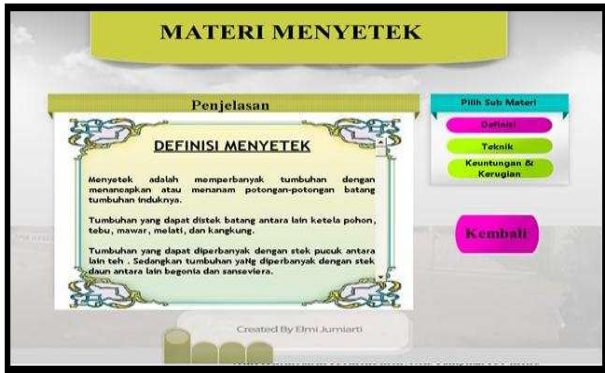 MATERI MENYETEK
Penjelasan
DEFINISI MENYETEK
Menyetek adalah memperbanyak tumbuhan dengan
menancapkan atau menanam potongan-potongan batang
tumbuhan induknya.
Tumbuhan yang dapat distek batang antara lain ketela pohon,
tebu, mawar, melati, dan kangkung.
Tumbuhan yang dapat diperbanyak dengan stek pucuk antara
lain teh . Sedangkan tumbuhan yaNg diperbanyak dengan stek
daun antara lain begonia dan sanseviera.
Pilih Sub Materi
Definisi
Teknik
Keuntungan &
Kerugian
Kembali
Created By Elmi Jumiarti